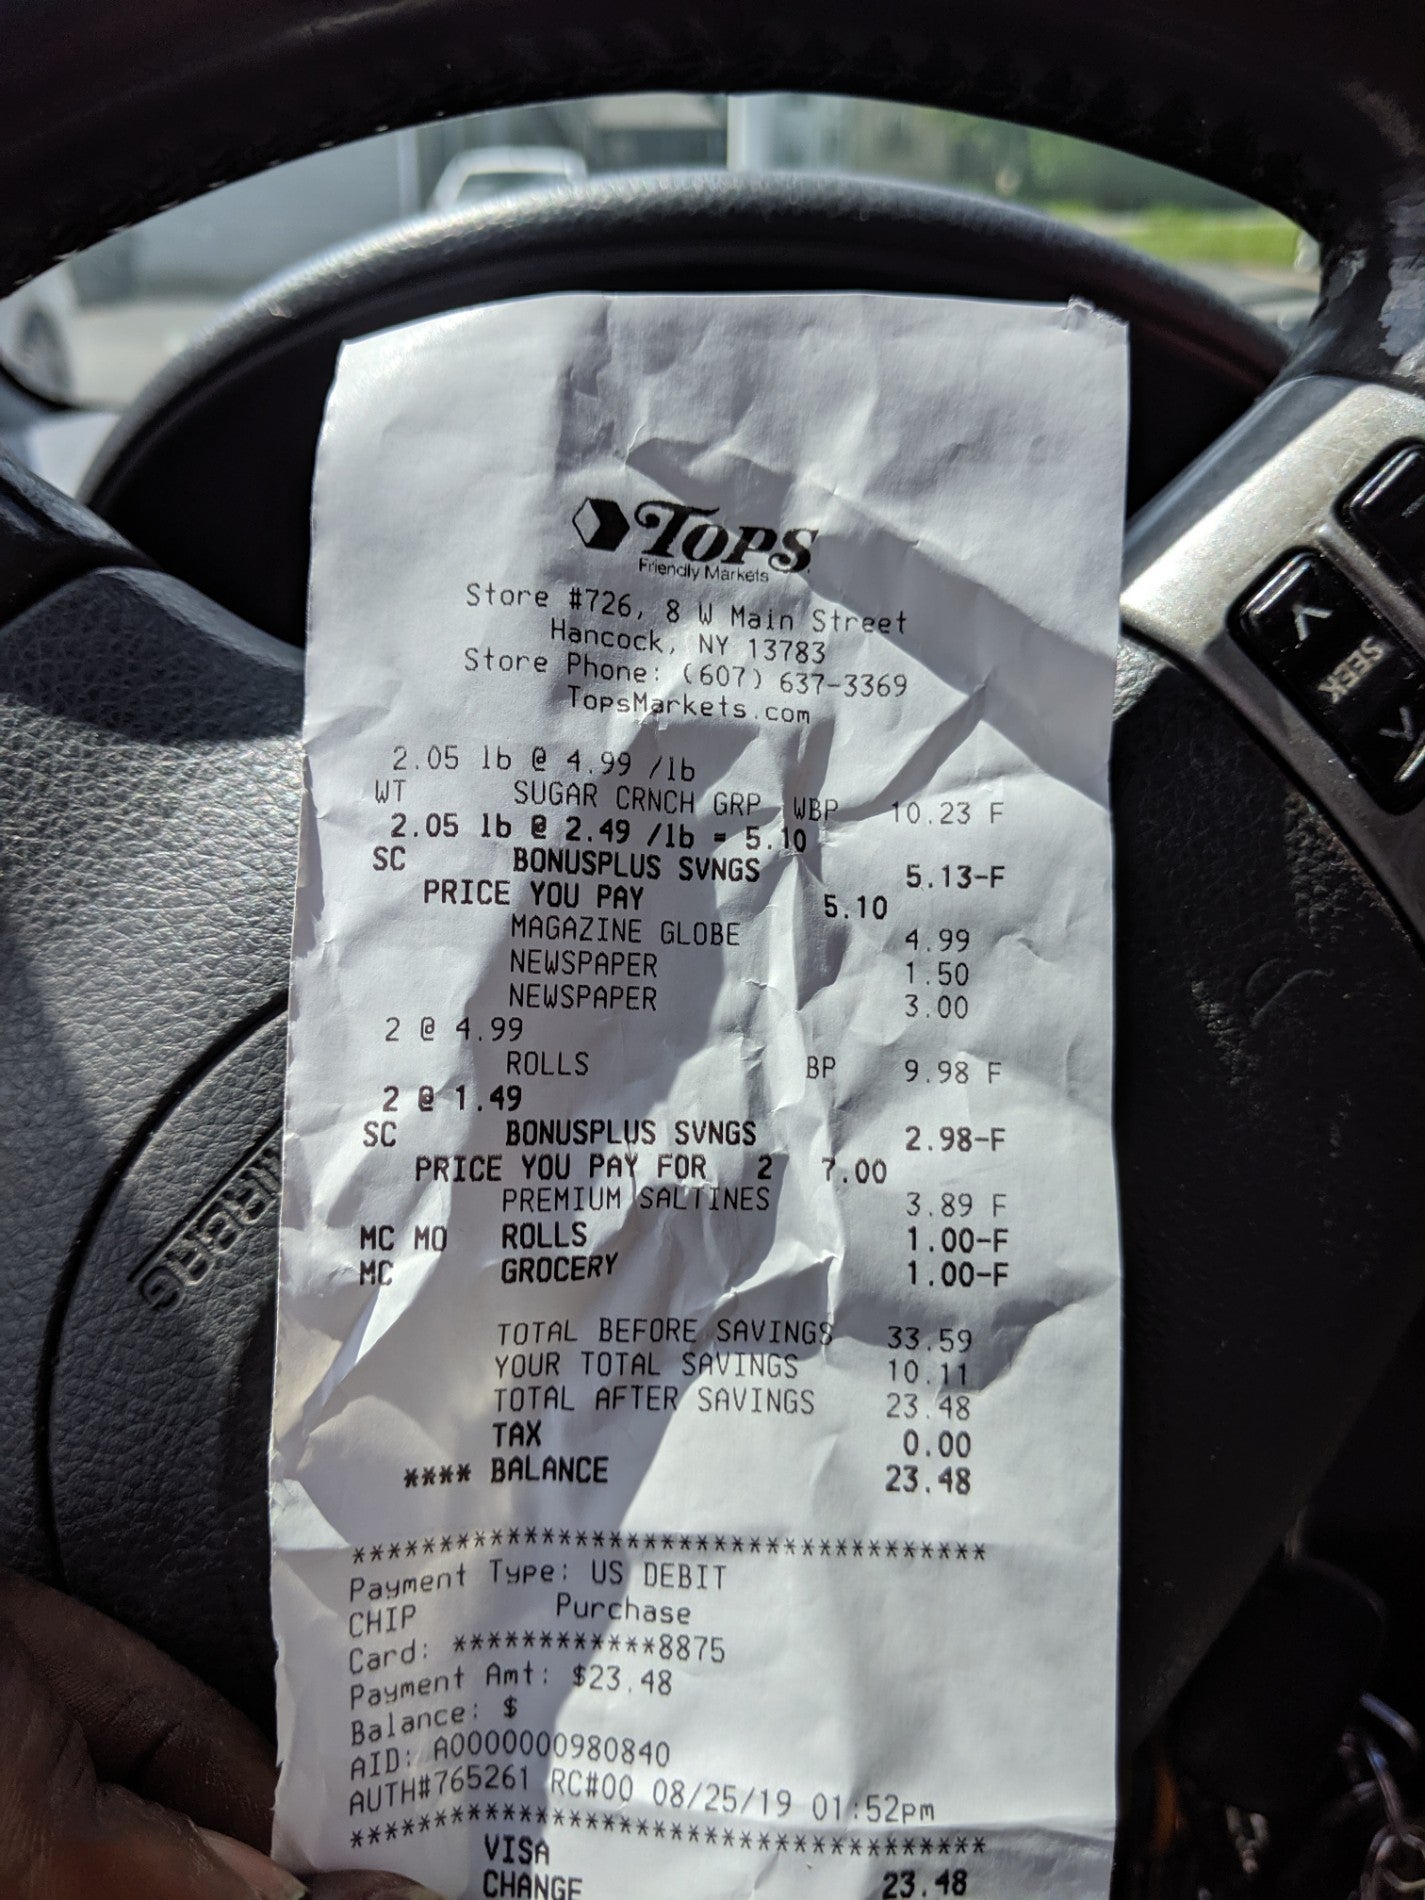 TOPS
Friendly Markets
Store #726, 8 W Main Street
Hancock, NY 13783
Store Phone: (607) 637-3369
TopsMarkets.com
2.05 lb @ 4.99 /lb
WT SUGAR CRNCH GRP WBP 10.23 F
2.05 lb @ 2.49 /lb = 5.10
SC BONUSPLUS SVNGS 5.13-F
PRICE YOU PAY 5.10
MAGAZINE GLOBE 4.99
NEWSPAPER 1.50
NEWSPAPER 3.00
2 @ 4.99
ROLLS BP 9.98 F
2 @ 1.49
SC BONUSPLUS SVNGS 2.98-F
PRICE YOU PAY FOR 2 7.00
PREMIUM SALTINES 3.89 F
MC MO ROLLS 1.00-F
MC GROCERY 1.00-F
TOTAL BEFORE SAVINGS 33.59
YOUR TOTAL SAVINGS 10.11
TOTAL AFTER SAVINGS 23.48
TAX 0.00
**** BALANCE 23.48
************************************
Payment Type: US DEBIT
CHIP Purchase
Card: ************8875
Payment Amt: $23.48
Balance: $
AID: A0000000980840
AUTH#765261 RC#00 08/25/19 01:52pm
************************************
VISA 23.48
CHANGE
SEEK